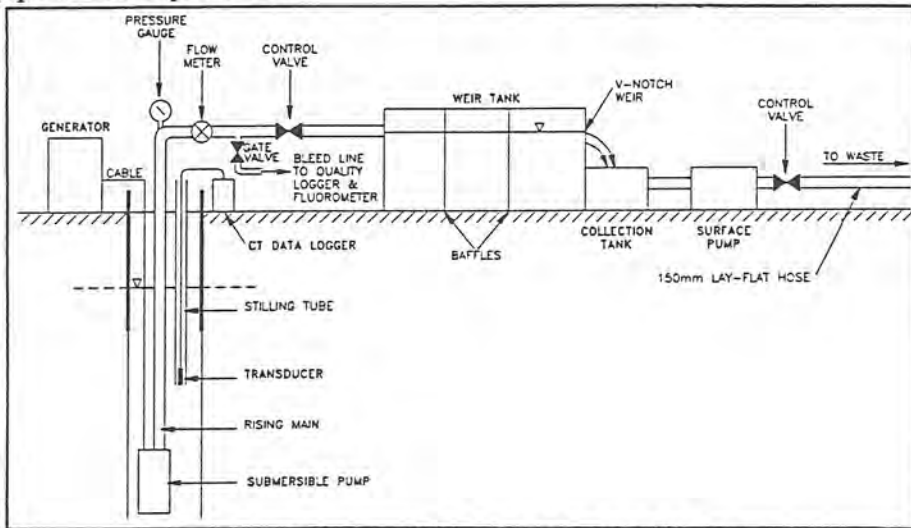 PRESSURE
GAUGE
FLOW
METER
CONTROL
VALVE
WEIR TANK
V-NOTCH
WEIR
CONTROL
VALVE
GENERATOR
CABLE
GATE
VALVE
BLEED LINE
TO QUALITY
LOGGER &
FLUOROMETER
TO WASTE
CT DATA LOGGER
BAFFLES
COLLECTION
TANK
SURFACE
PUMP
150mm LAY-FLAT HOSE
STILLING TUBE
TRANSDUCER
RISING MAIN
SUBMERSIBLE PUMP